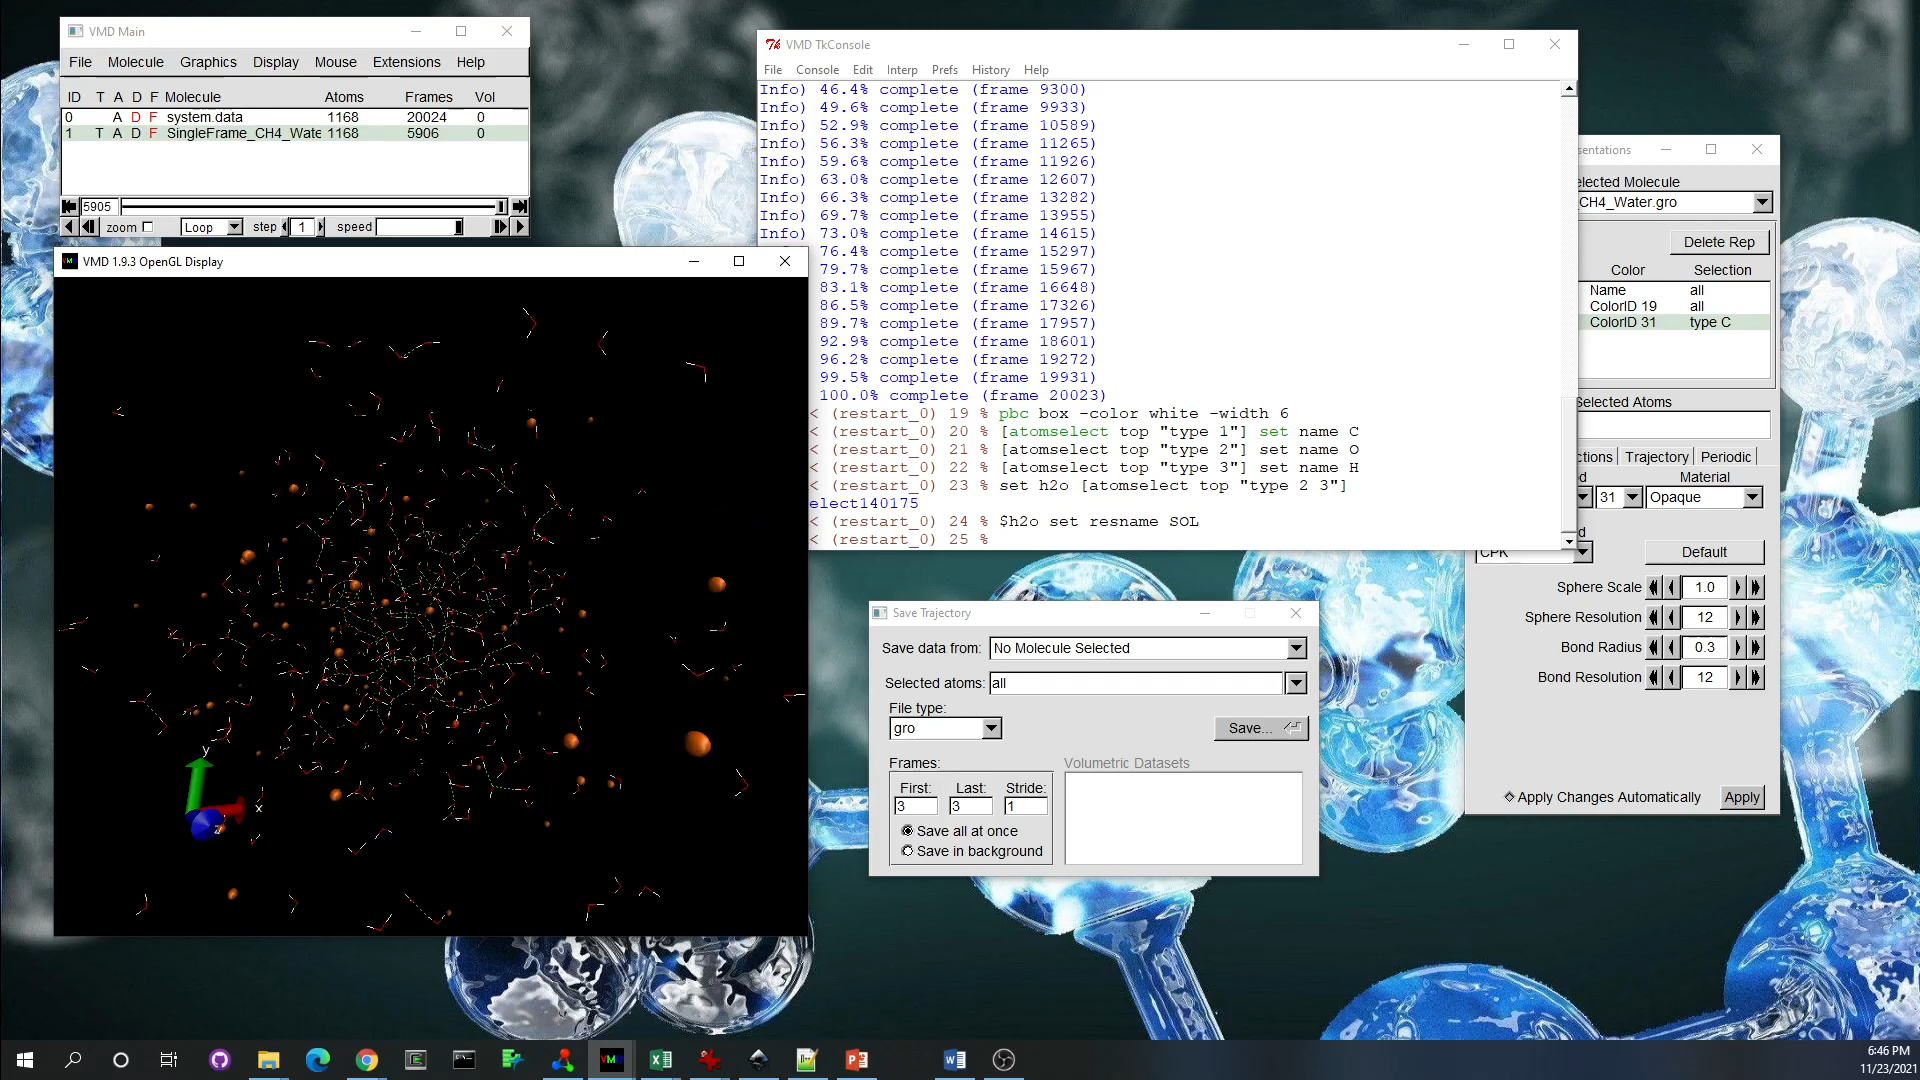 VMD Main
File Molecule Graphics Display Mouse Extensions Help
ID T A D F Molecule Atoms Frames Vol
0 A D F system.data 1168 20024 0
1 T A D F SingleFrame_CH4_Wate 1168 5906 0
5905
zoom Loop step 1 speed
VMD 1.9.3 OpenGL Display
y
x
z
VMD TkConsole
File Console Edit Interp Prefs History Help
Info) 46.4% complete (frame 9300)
Info) 49.6% complete (frame 9933)
Info) 52.9% complete (frame 10589)
Info) 56.3% complete (frame 11265)
Info) 59.6% complete (frame 11926)
Info) 63.0% complete (frame 12607)
Info) 66.3% complete (frame 13282)
Info) 69.7% complete (frame 13955)
Info) 73.0% complete (frame 14615)
76.4% complete (frame 15297)
79.7% complete (frame 15967)
83.1% complete (frame 16648)
86.5% complete (frame 17326)
89.7% complete (frame 17957)
92.9% complete (frame 18601)
96.2% complete (frame 19272)
99.5% complete (frame 19931)
100.0% complete (frame 20023)
< (restart_0) 19 % pbc box -color white -width 6
< (restart_0) 20 % [atomselect top "type 1"] set name C
< (restart_0) 21 % [atomselect top "type 2"] set name O
< (restart_0) 22 % [atomselect top "type 3"] set name H
< (restart_0) 23 % set h2o [atomselect top "type 2 3"]
elect140175
< (restart_0) 24 % $h2o set resname SOL
< (restart_0) 25 %
sentations
elected Molecule
CH4_Water.gro
Delete Rep
Color Selection
Name all
ColorID 19 all
ColorID 31 type C
Selected Atoms
ctions Trajectory Periodic
d Material
31 Opaque
d
CPK Default
Sphere Scale 1.0
Sphere Resolution 12
Bond Radius 0.3
Bond Resolution 12
Apply Changes Automatically Apply
Save Trajectory
Save data from: No Molecule Selected
Selected atoms: all
File type:
gro Save...
Frames: Volumetric Datasets
First: Last: Stride:
3 3 1
Save all at once
Save in background
6:46 PM
11/23/2021